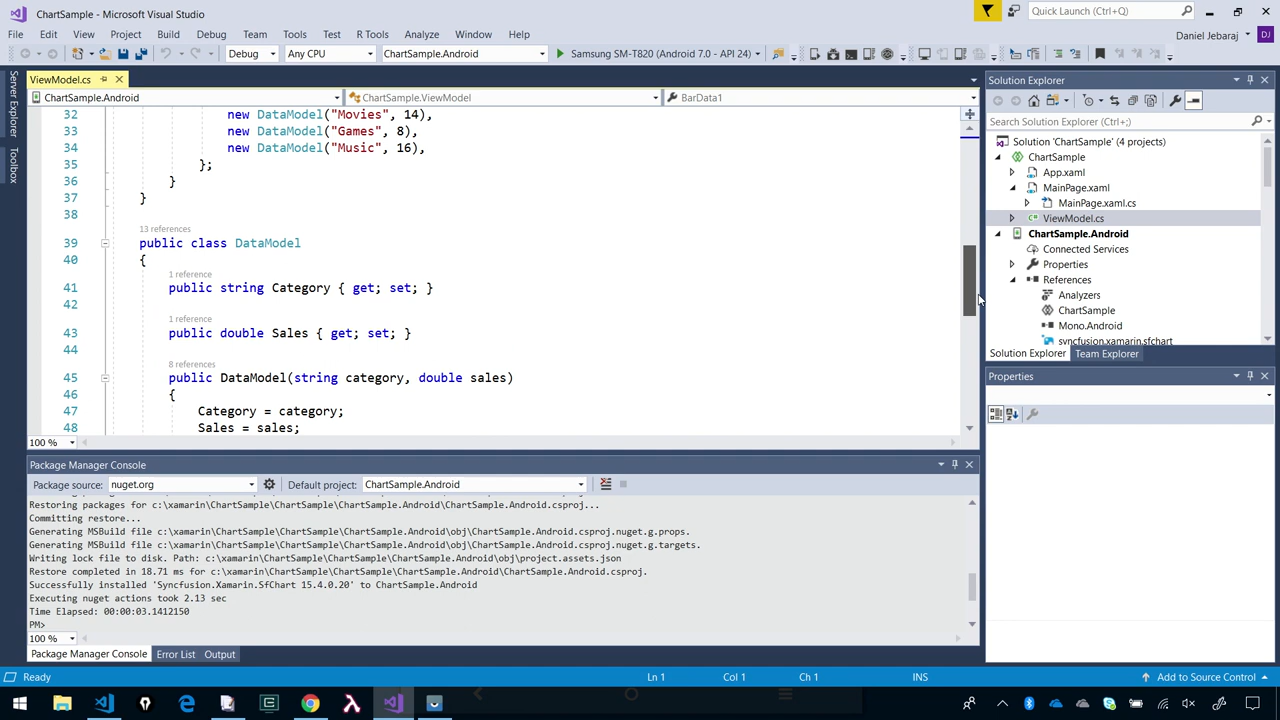 ChartSample - Microsoft Visual Studio
Quick Launch (Ctrl+;)
File Edit View Project Build Debug Team Tools Test R Tools Analyze Window Help
Daniel Jebaraj DJ
Debug Any CPU ChartSample.Android Samsung SM-T820 (Android 7.0 - API 24)
Server Explorer
Toolbox
ViewModel.cs
ChartSample.Android ChartSample.ViewModel BarData1
32 new DataModel("Movies", 14),
33 new DataModel("Games", 8),
34 new DataModel("Music", 16),
35 };
36 }
37 }
38
13 references
39 public class DataModel
40 {
1 reference
41 public string Category { get; set; }
42
1 reference
43 public double Sales { get; set; }
44
8 references
45 public DataModel(string category, double sales)
46 {
47 Category = category;
48 Sales = sales;
100 %
Solution Explorer
Search Solution Explorer (Ctrl+;)
Solution 'ChartSample' (4 projects)
ChartSample
App.xaml
MainPage.xaml
MainPage.xaml.cs
C# ViewModel.cs
ChartSample.Android
Connected Services
Properties
References
Analyzers
ChartSample
Mono.Android
syncfusion.xamarin.sfchart
Solution Explorer Team Explorer
Properties
Package Manager Console
Package source: nuget.org Default project: ChartSample.Android
Restoring packages for c:\xamarin\ChartSample\ChartSample\ChartSample.Android\ChartSample.Android.csproj...
Committing restore...
Generating MSBuild file c:\xamarin\ChartSample\ChartSample\ChartSample.Android\obj\ChartSample.Android.csproj.nuget.g.props.
Generating MSBuild file c:\xamarin\ChartSample\ChartSample\ChartSample.Android\obj\ChartSample.Android.csproj.nuget.g.targets.
Writing lock file to disk. Path: c:\xamarin\ChartSample\ChartSample\ChartSample.Android\obj\project.assets.json
Restore completed in 18.71 ms for c:\xamarin\ChartSample\ChartSample\ChartSample.Android\ChartSample.Android.csproj.
Successfully installed 'Syncfusion.Xamarin.SfChart 15.4.0.20' to ChartSample.Android
Executing nuget actions took 2.13 sec
Time Elapsed: 00:00:03.1412150
PM>
100 %
Package Manager Console Error List Output
Ready Ln 1 Col 1 Ch 1 INS Add to Source Control